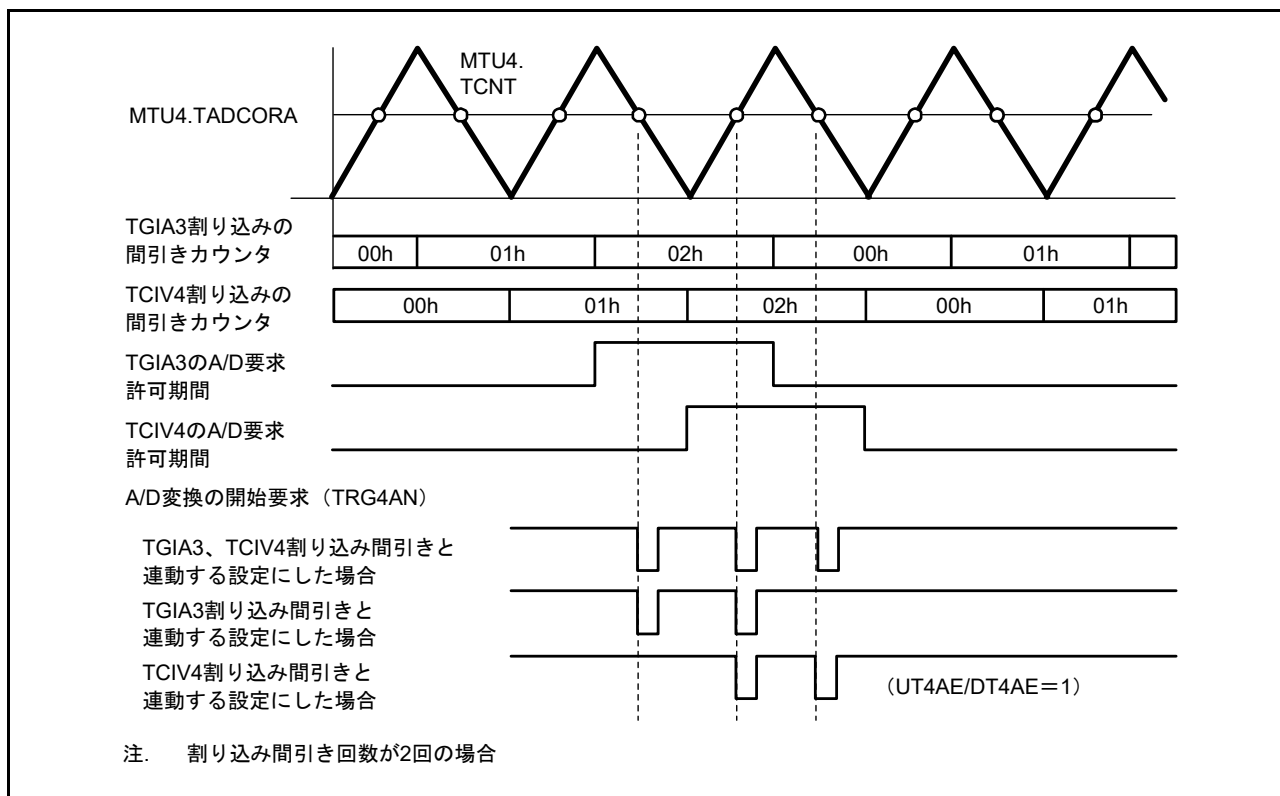 MTU4.
TCNT
MTU4.TADCORA
TGIA3割り込みの
間引きカウンタ
00h 01h 02h 00h 01h
TCIV4割り込みの
間引きカウンタ
00h 01h 02h 00h 01h
TGIA3のA/D要求
許可期間
TCIV4のA/D要求
許可期間
A/D変換の開始要求（TRG4AN）
TGIA3、TCIV4割り込み間引きと
連動する設定にした場合
TGIA3割り込み間引きと
連動する設定にした場合
TCIV4割り込み間引きと
連動する設定にした場合
（UT4AE/DT4AE＝1）
注. 割り込み間引き回数が2回の場合